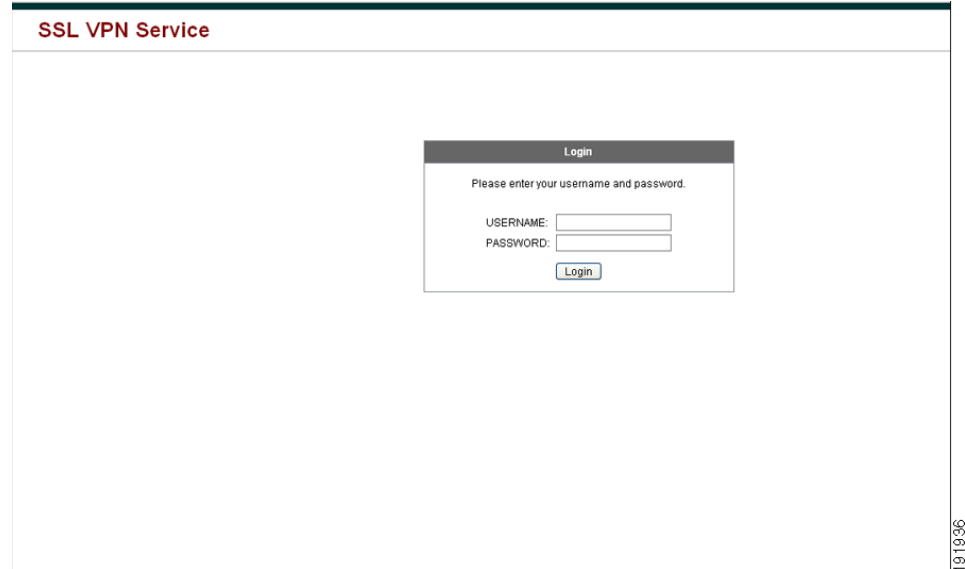 SSL VPN Service
Login
Please enter your username and password.
USERNAME:
PASSWORD:
Login
191936